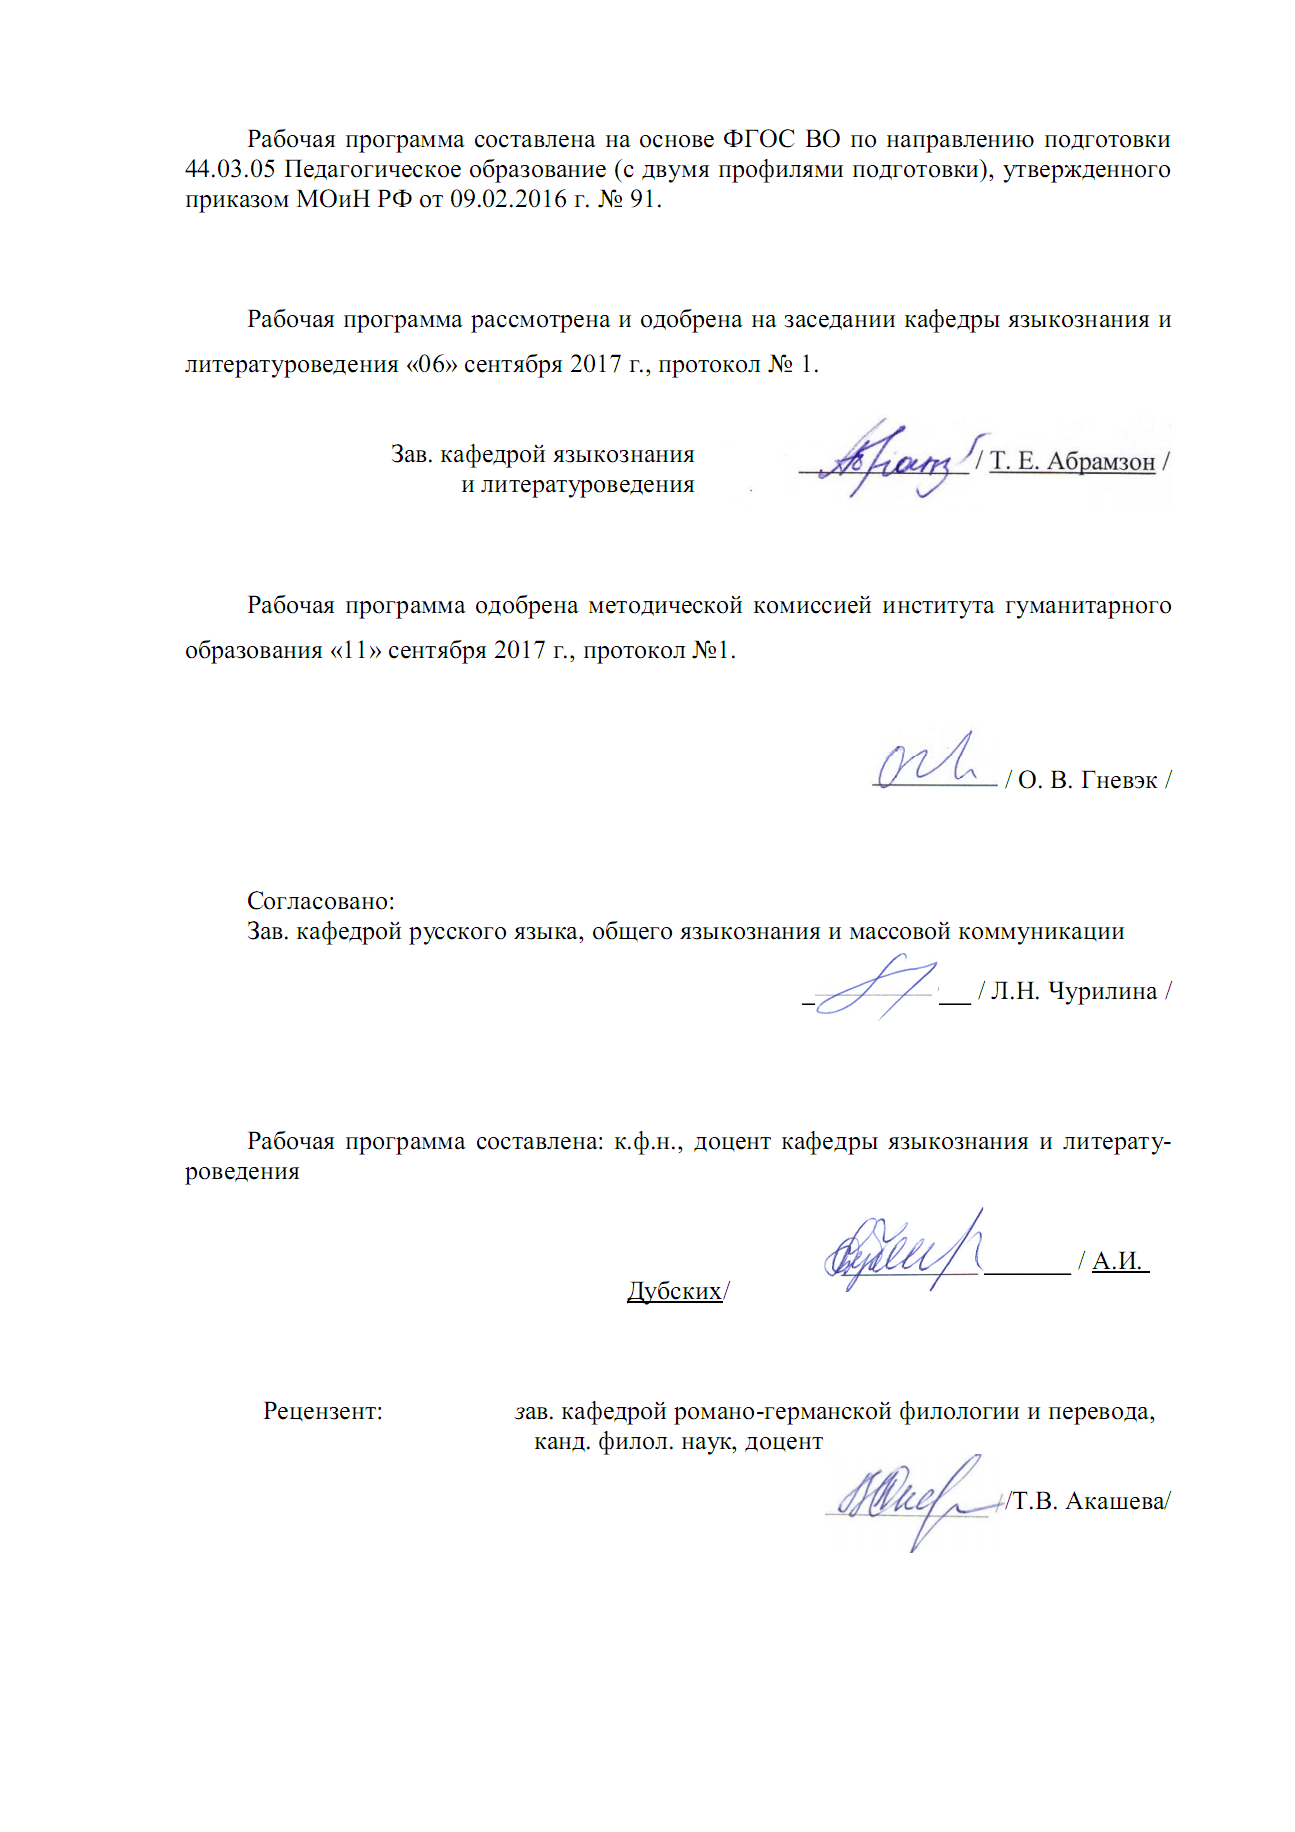 Рабочая программа составлена на основе ФГОС ВО по направлению подготовки
44.03.05 Педагогическое образование (с двумя профилями подготовки), утвержденного
приказом МОиН РФ от 09.02.2016 г. № 91.
Рабочая программа рассмотрена и одобрена на заседании кафедры языкознания и
литературоведения «06» сентября 2017 г., протокол № 1.
Зав. кафедрой языкознания / Т. Е. Абрамзон /
и литературоведения
Рабочая программа одобрена методической комиссией института гуманитарного
образования «11» сентября 2017 г., протокол №1.
/ О. В. Гневэк /
Согласовано:
Зав. кафедрой русского языка, общего языкознания и массовой коммуникации
/ Л.Н. Чурилина /
Рабочая программа составлена: к.ф.н., доцент кафедры языкознания и литерату-
роведения
/ А.И.
Дубских/
Рецензент: зав. кафедрой романо-германской филологии и перевода,
канд. филол. наук, доцент
/Т.В. Акашева/